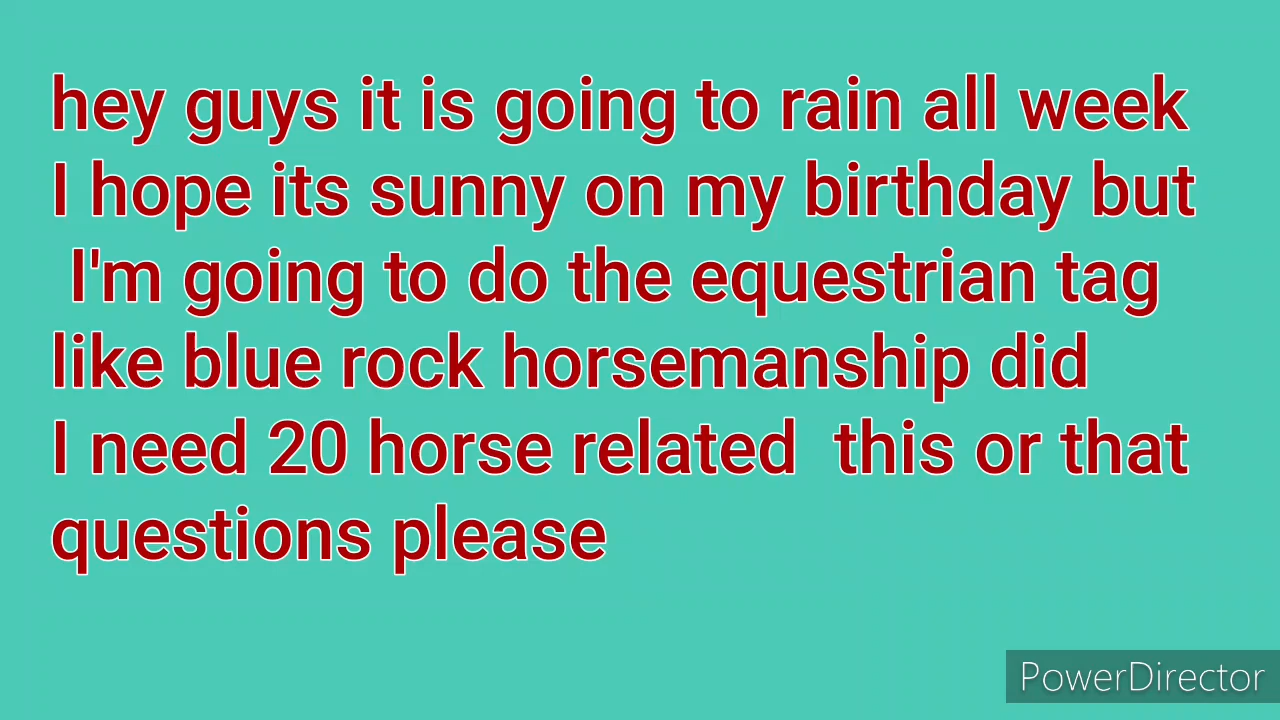 hey guys it is going to rain all week
I hope its sunny on my birthday but
I'm going to do the equestrian tag
like blue rock horsemanship did
I need 20 horse related  this or that
questions please
PowerDirector